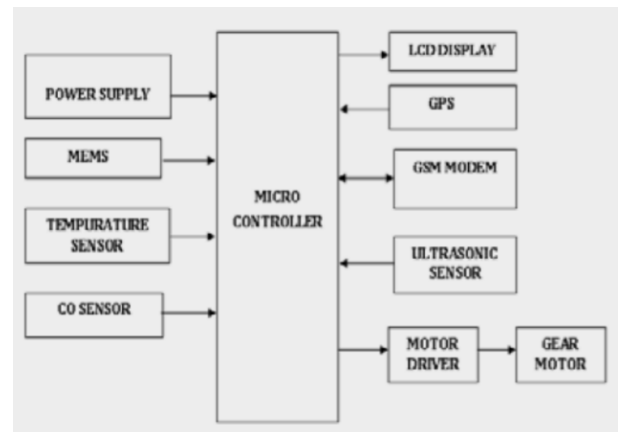 POWER SUPPLY
MEMS
TEMPURATURE
SENSOR
CO SENSOR
MICRO
CONTROLLER
LCD DISPLAY
GPS
GSM MODEM
ULTRASONIC
SENSOR
MOTOR
DRIVER
GEAR
MOTOR